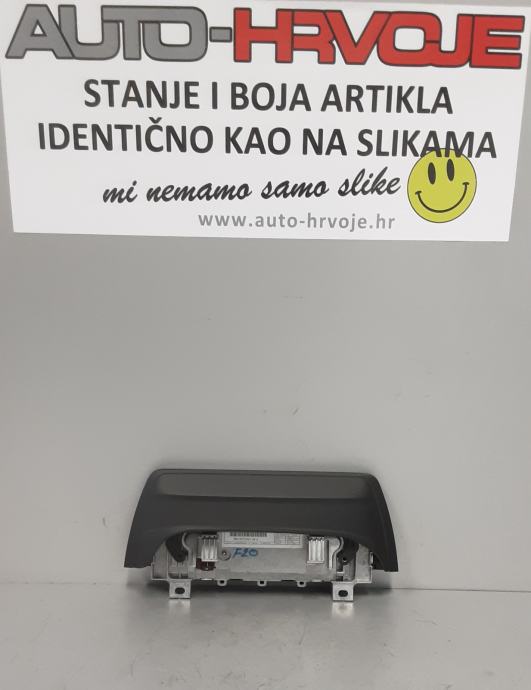 AUTO-HRVOJE
STANJE I BOJA ARTIKLA
IDENTIČNO KAO NA SLIKAMA
mi nemamo samo slike
www.auto-hrvoje.hr
F20